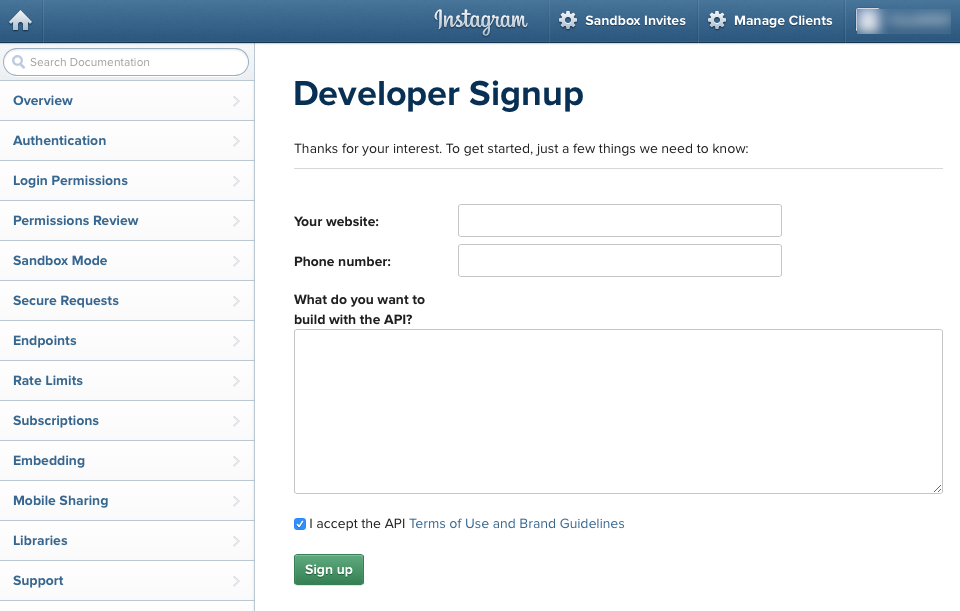 Instagram
Sandbox Invites
Manage Clients
Search Documentation
Overview
Authentication
Login Permissions
Permissions Review
Sandbox Mode
Secure Requests
Endpoints
Rate Limits
Subscriptions
Embedding
Mobile Sharing
Libraries
Support
Developer Signup
Thanks for your interest. To get started, just a few things we need to know:
Your website:
Phone number:
What do you want to
build with the API?
I accept the API Terms of Use and Brand Guidelines
Sign up